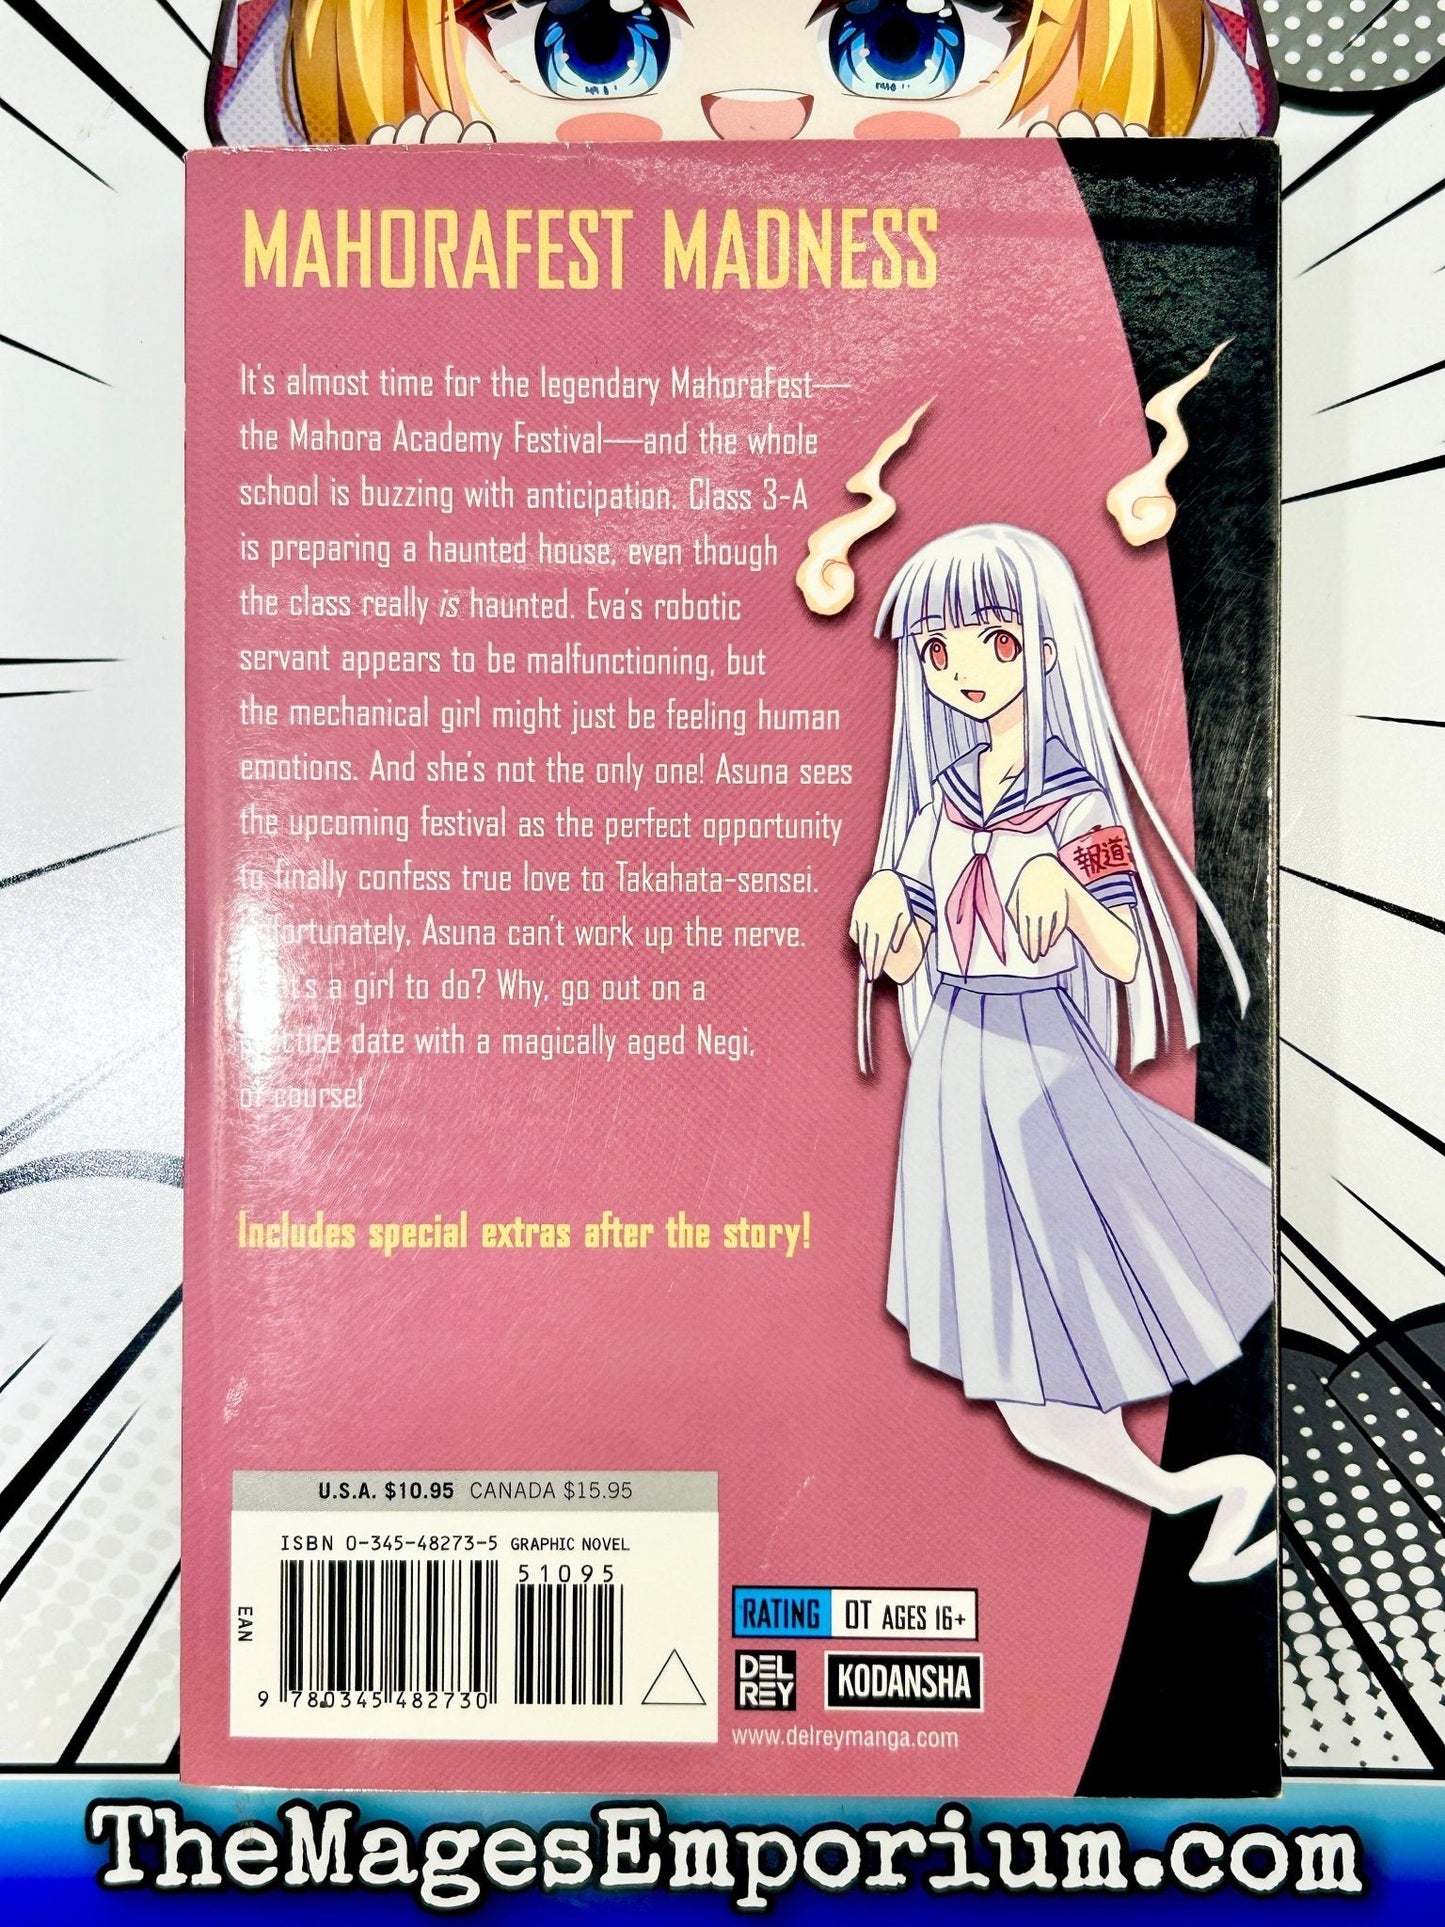 MAHORAFEST MADNESS
It's almost time for the legendary MahoraFest—
the Mahora Academy Festival—and the whole
school is buzzing with anticipation. Class 3-A
is preparing a haunted house, even though
the class really is haunted. Eva's robotic
servant appears to be malfunctioning, but
the mechanical girl might just be feeling human
emotions. And she's not the only one! Asuna sees
the upcoming festival as the perfect opportunity
to finally confess true love to Takahata-sensei.
Unfortunately, Asuna can't work up the nerve.
What's a girl to do? Why, go out on a
practice date with a magically aged Negi,
of course!
報道
Includes special extras after the story!
U.S.A. $10.95 CANADA $15.95
ISBN 0-345-48273-5 GRAPHIC NOVEL
51095
EAN
9 780345 482730
RATING OT AGES 16+
DEL REY
KODANSHA
www.delreymanga.com
TheMagesEmporium.com